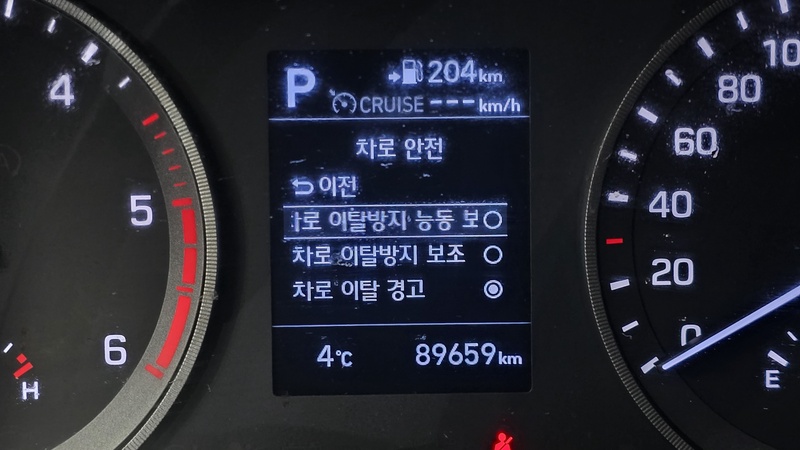 4
5
6
H
P
204km
CRUISE --- km/h
차로 안전
이전
차로 이탈방지 능동 보
차로 이탈방지 보조
차로 이탈 경고
4°C
89659km
100
80
60
40
20
0
E